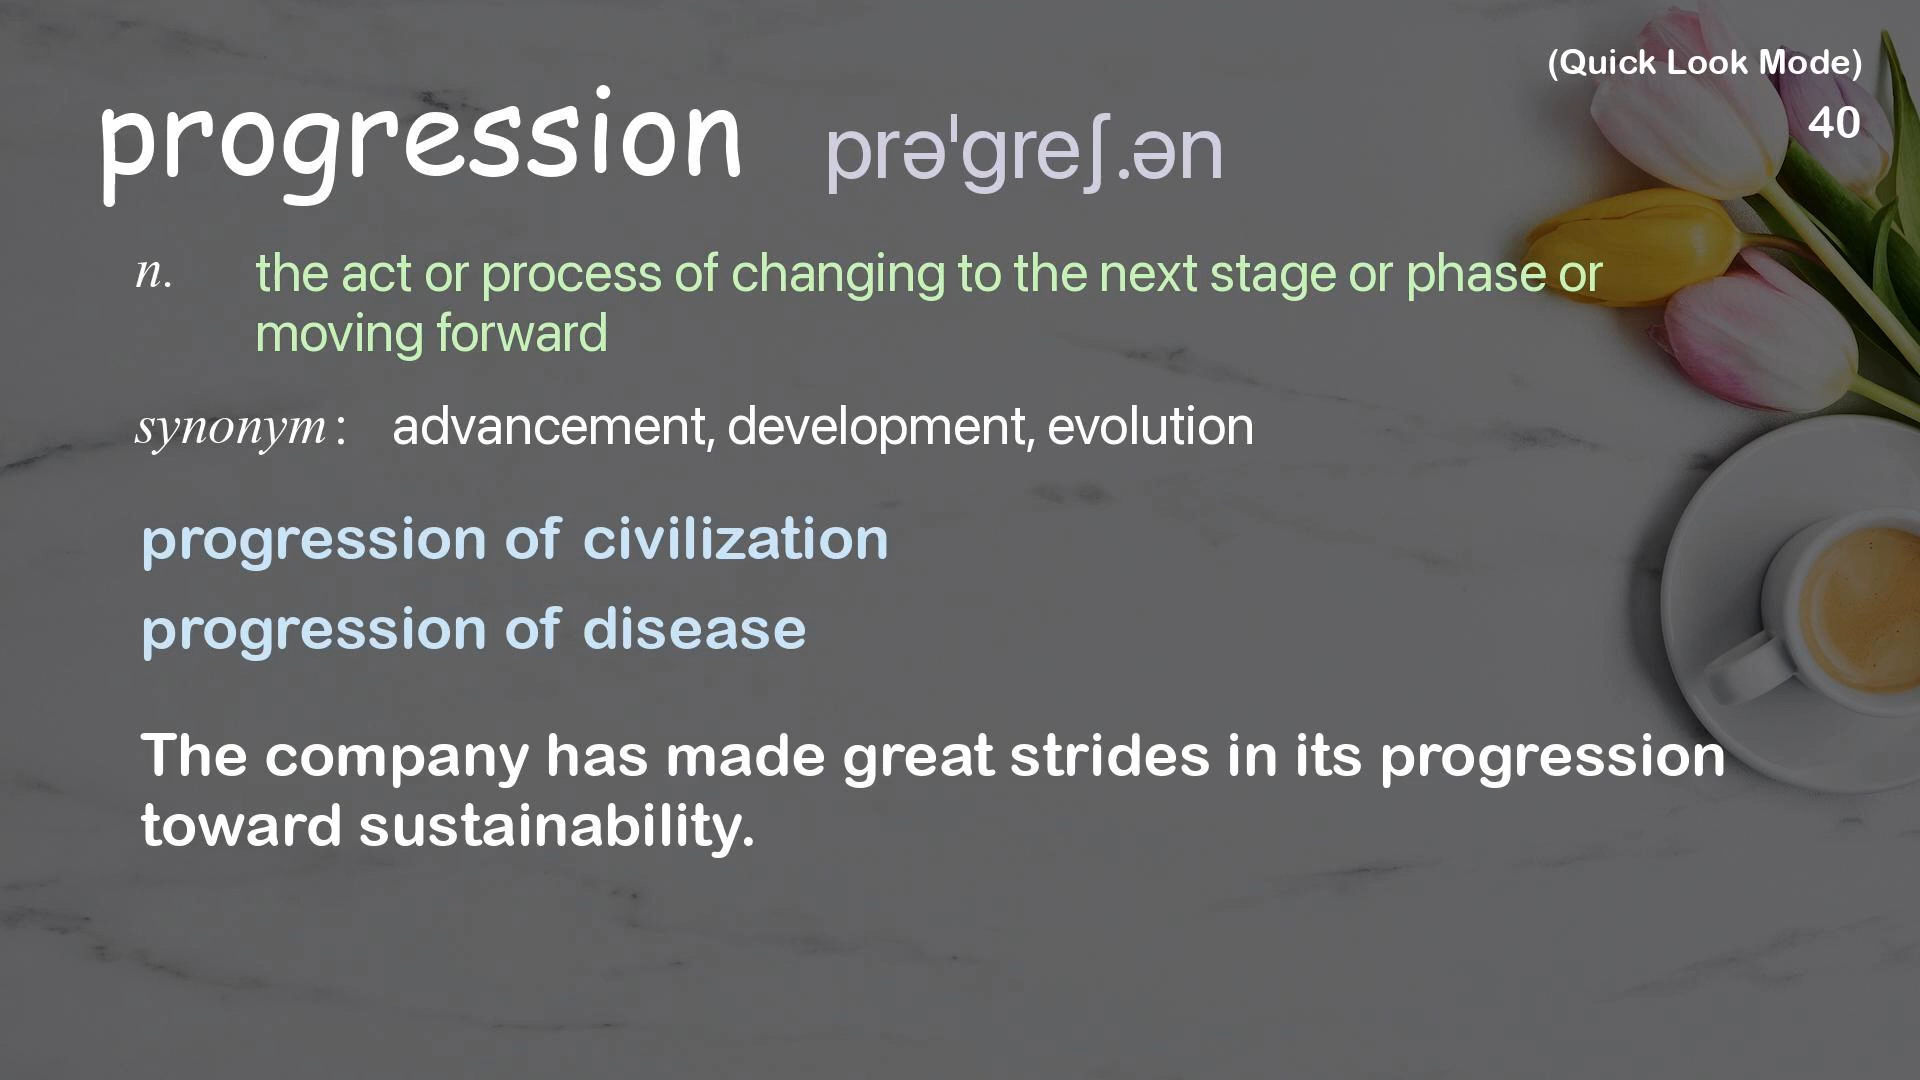 (Quick Look Mode)
40
progression prəˈɡreʃ.ən
n. the act or process of changing to the next stage or phase or
moving forward
synonym: advancement, development, evolution
progression of civilization
progression of disease
The company has made great strides in its progression
toward sustainability.